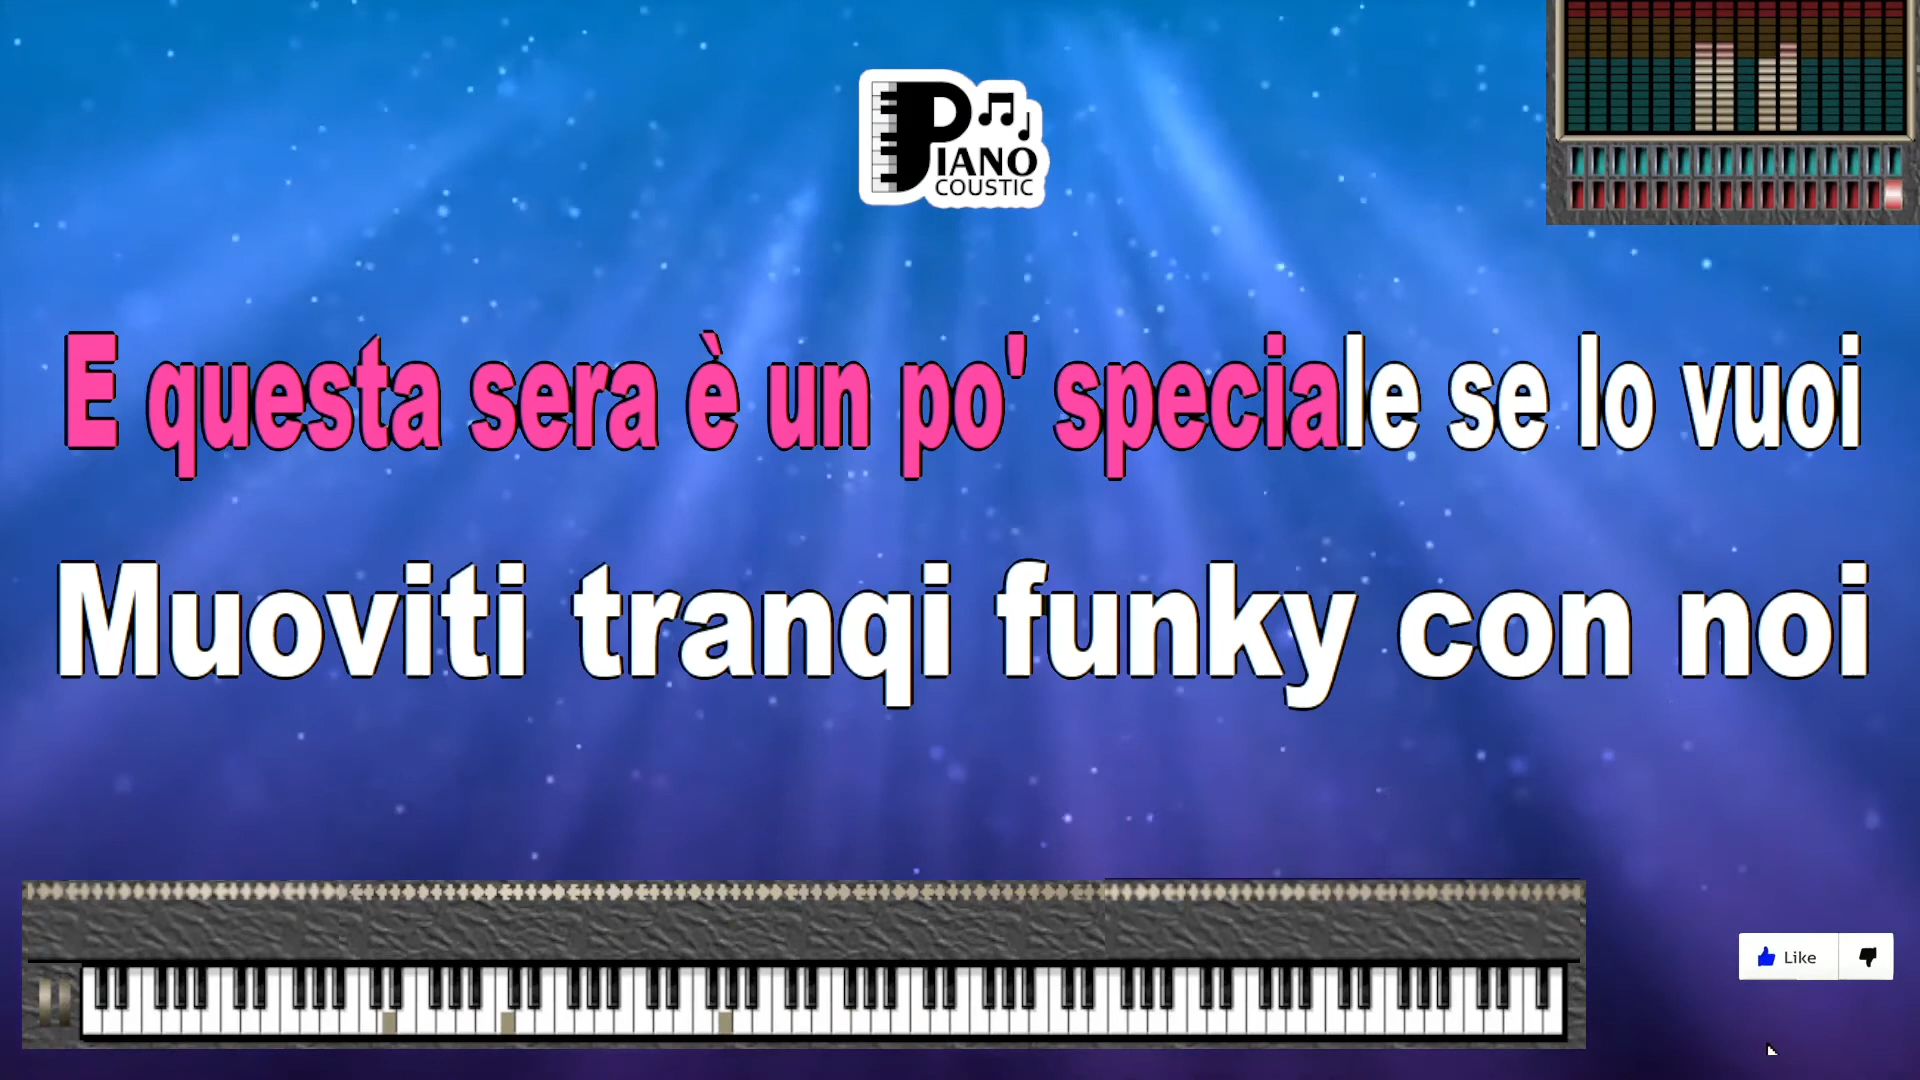 PIANO
COUSTIC
E questa sera è un po' speciale se lo vuoi
Muoviti tranqi funky con noi
Like